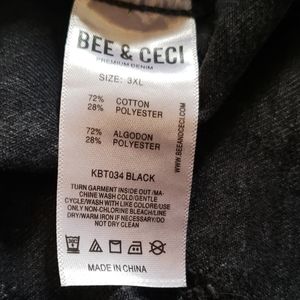 BEE & CECI
PREMIUM DENIM
SIZE: 3XL
72% COTTON
28% POLYESTER
72% ALGODON
28% POLYESTER
WWW.BEEANDCECI.COM
KBT034 BLACK
TURN GARMENT INSIDE OUT/MA-
CHINE WASH COLD/GENTLE
CYCLE/WASH WITH LIKE COLORE/USE
ONLY NON-CHLORINE BLEACH/LINE
DRY/WARM IRON IF NECESSARY/DO
NOT DRY CLEAN
MADE IN CHINA